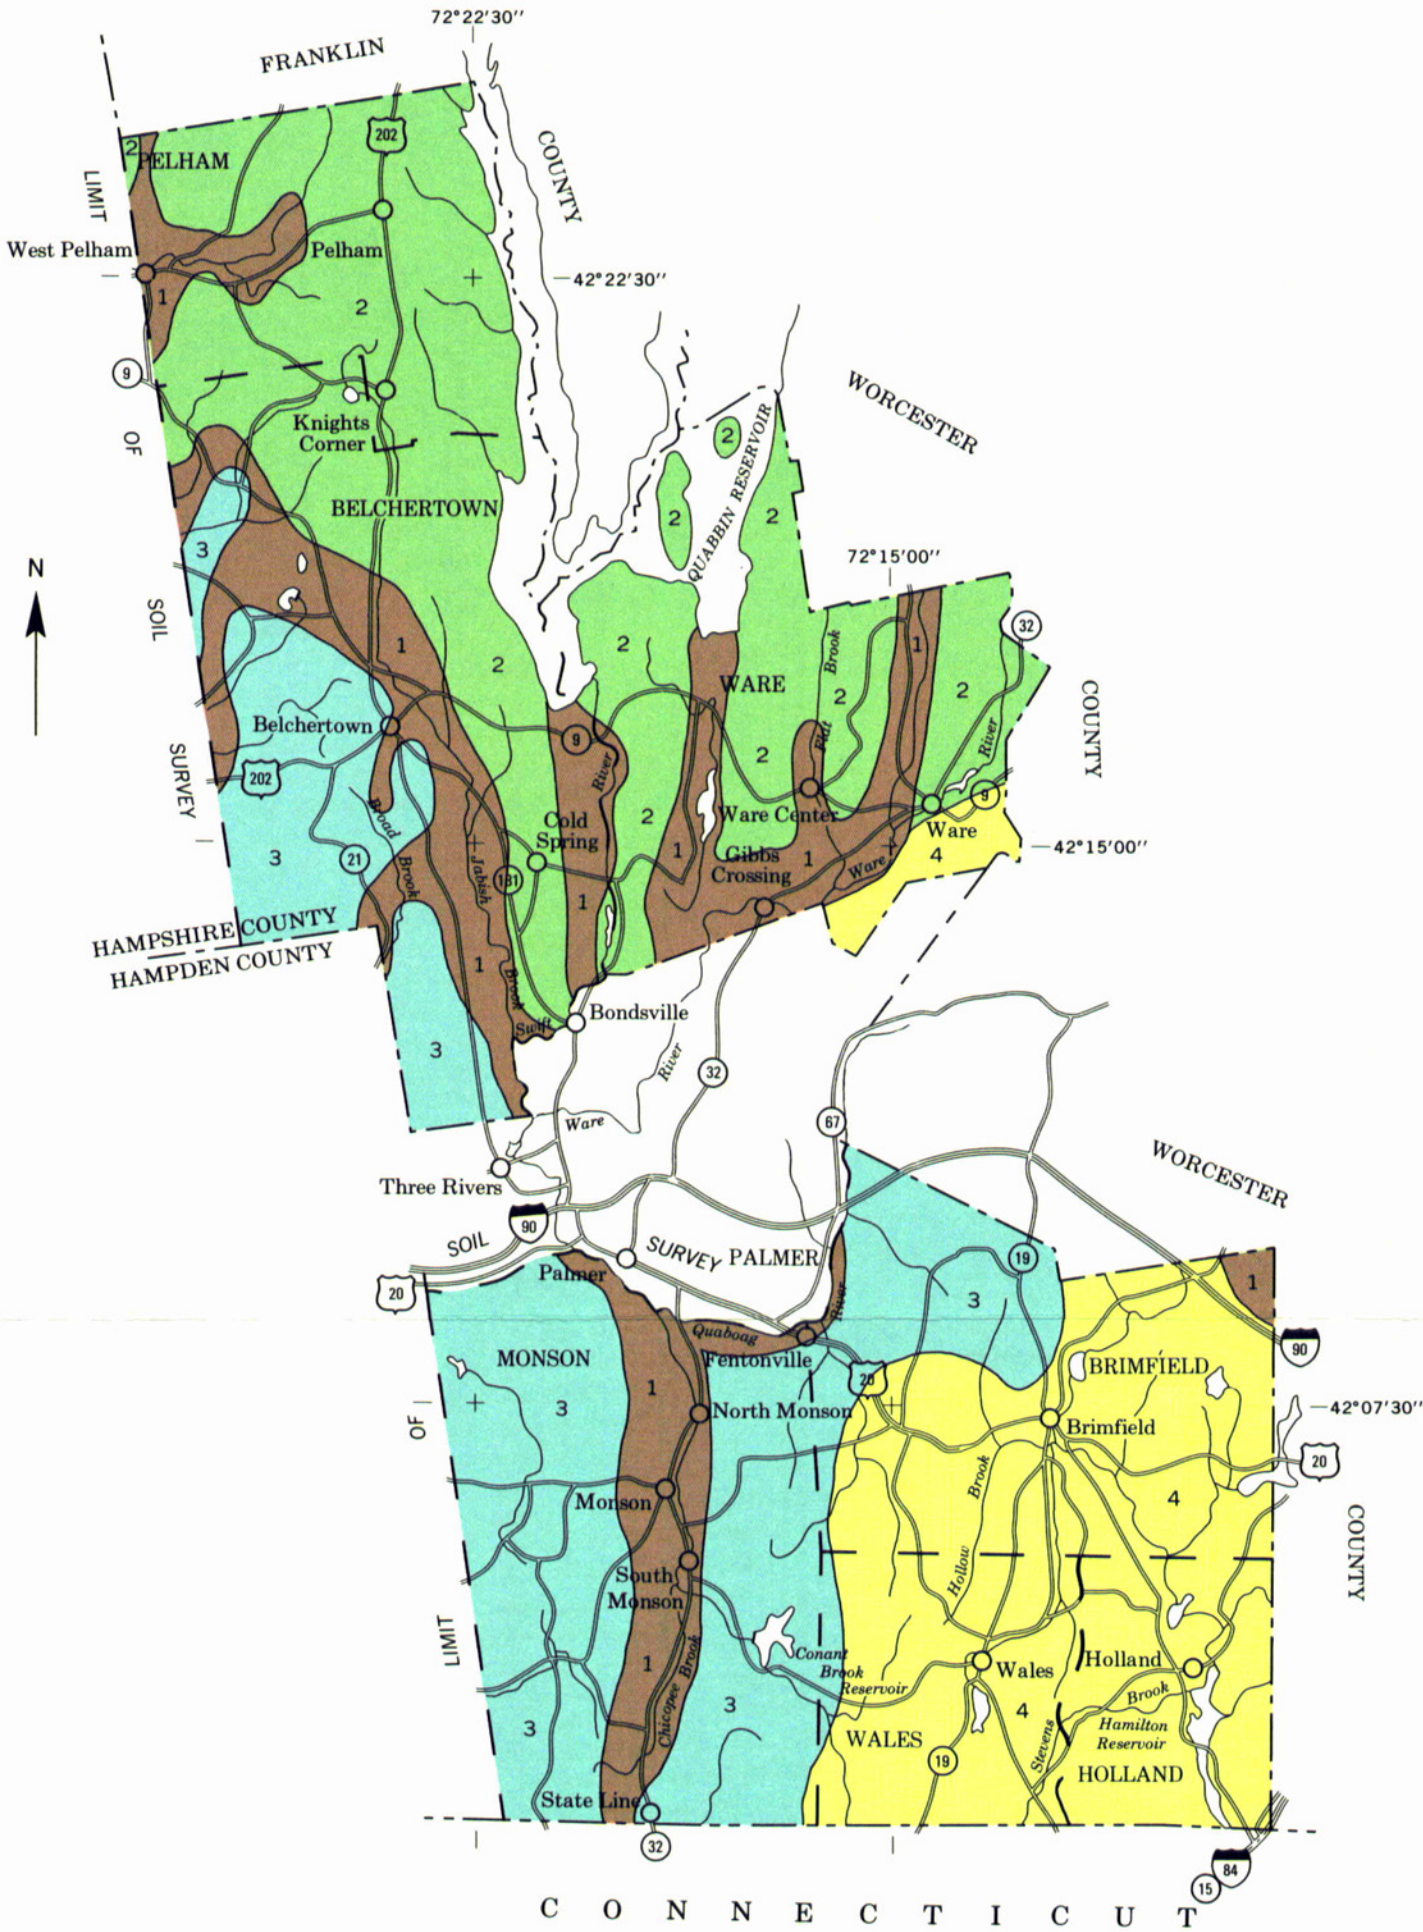 72°22'30"
FRANKLIN
COUNTY
202
2
PELHAM
LIMIT
West Pelham
Pelham
42°22'30"
1
2
9
WORCESTER
OF
Knights
Corner
2
QUABBIN RESERVOIR
BELCHERTOWN
2
2
72°15'00"
3
N
SOIL
32
1
2
2
Brook
1
WARE
2
2
COUNTY
Belchertown
9
River
2
Flat
River
SURVEY
202
Broad
Ware Center
9
Cold
Spring
2
Ware
42°15'00"
3
21
Brook
Jabish
181
1
Gibbs
Crossing
1
Ware
4
1
HAMPSHIRE COUNTY
HAMPDEN COUNTY
1
Brook
Swift
Bondsville
3
River
32
Ware
67
WORCESTER
Three Rivers
90
SOIL
SURVEY
PALMER
19
Palmer
20
3
1
River
Quaboag
90
MONSON
Fentonville
20
BRIMFIELD
1
3
OF
North Monson
42°07'30"
Brimfield
20
Brook
Monson
4
COUNTY
Hollow
South
Monson
LIMIT
1
Conant
Brook
Reservoir
Wales
Holland
Chicopee Brook
3
3
4
Brook
WALES
Stevens
Hamilton
Reservoir
19
HOLLAND
State Line
32
84
15
CONNECTICUT